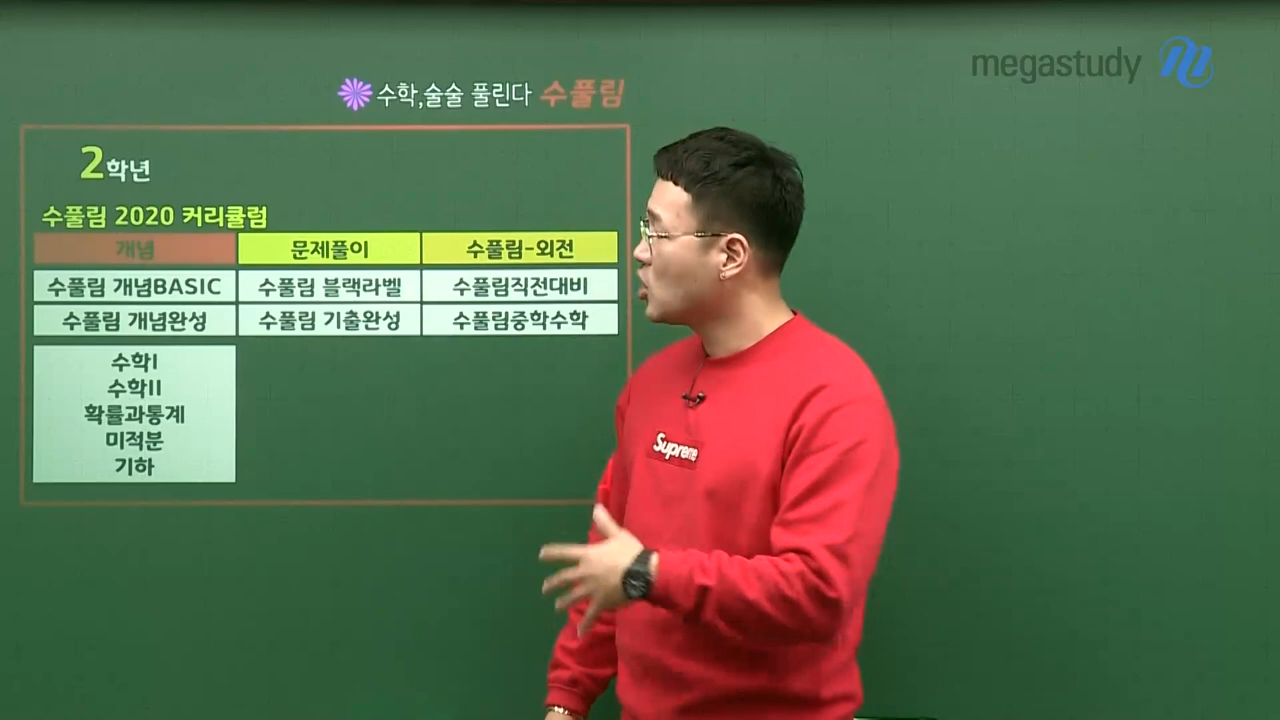 megastudy
수학,술술 풀린다 수풀림
2학년
수풀림 2020 커리큘럼
개념 문제풀이 수풀림-외전
수풀림 개념BASIC 수풀림 블랙라벨 수풀림직전대비
수풀림 개념완성 수풀림 기출완성 수풀림중학수학
수학I
수학II
확률과통계
미적분
기하
Supreme